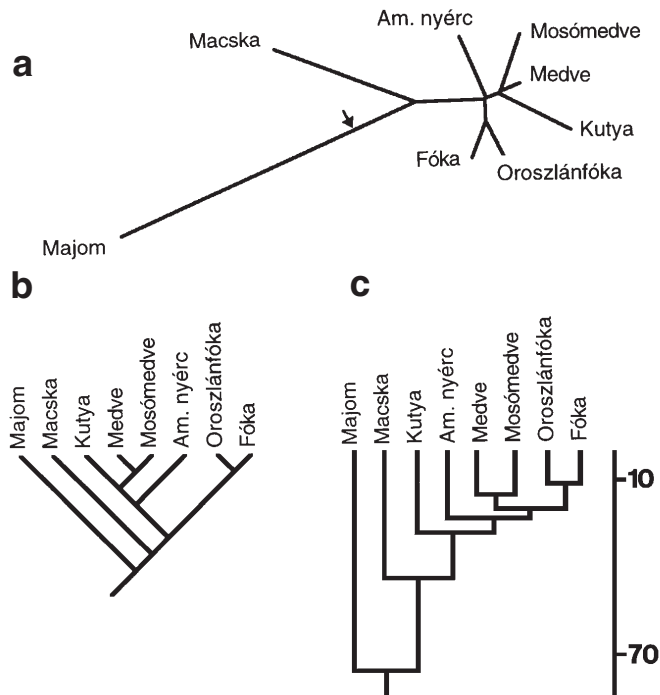 a
Macska
Am. nyérc
Mosómedve
Medve
Kutya
Fóka
Oroszlánfóka
Majom
b
Majom
Macska
Kutya
Medve
Mosómedve
Am. nyérc
Oroszlánfóka
Fóka
c
Majom
Macska
Kutya
Am. nyérc
Medve
Mosómedve
Oroszlánfóka
Fóka
-10
-70